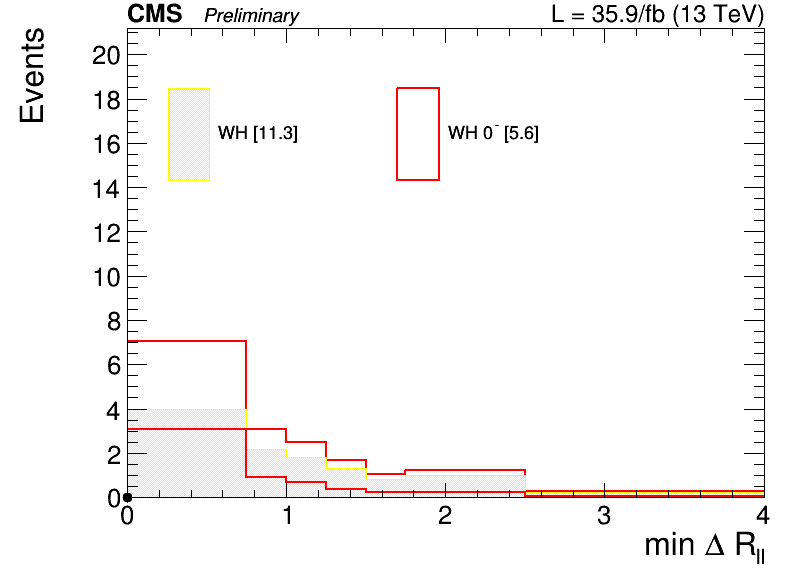 CMS Preliminary L = 35.9/fb (13 TeV)
Events
20
18
16
14
12
10
8
6
4
2
0
WH [11.3]
WH 0⁻ [5.6]
0 1 2 3 4
min Δ R_ll